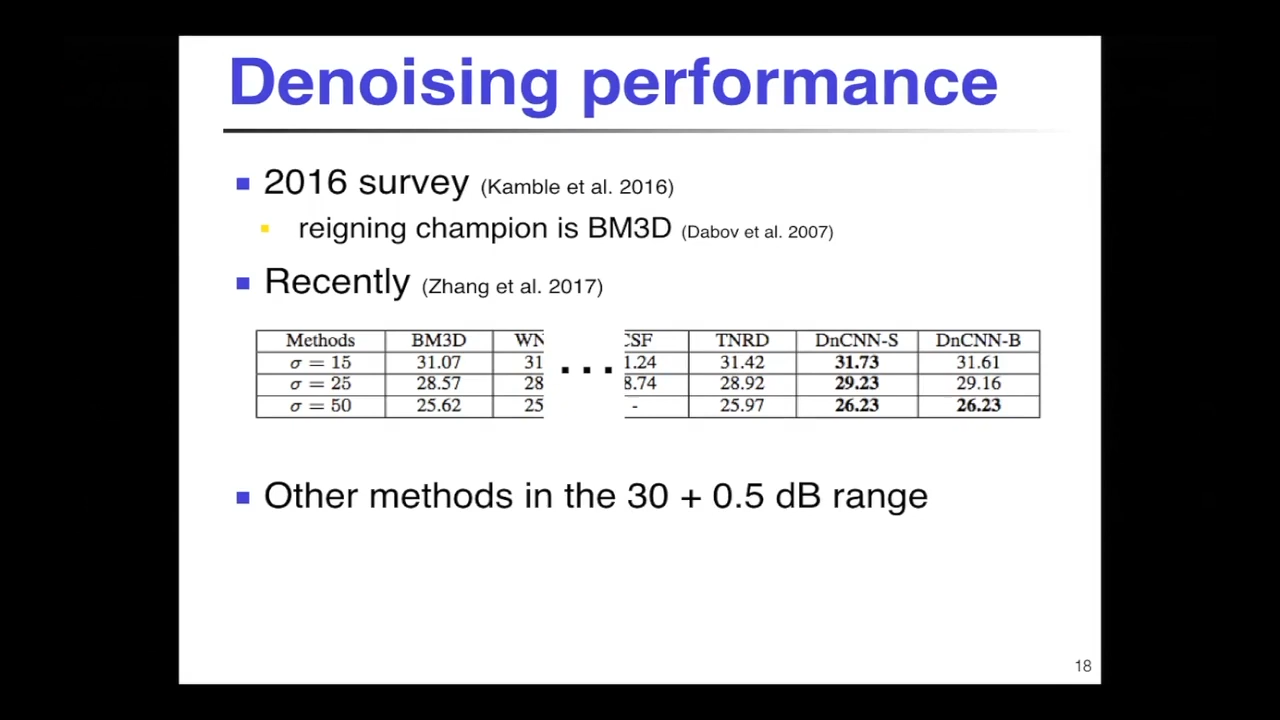 Denoising performance
2016 survey (Kamble et al. 2016)
reigning champion is BM3D (Dabov et al. 2007)
Recently (Zhang et al. 2017)
Methods BM3D WN ... CSF TNRD DnCNN-S DnCNN-B
σ = 15 31.07 31 1.24 31.42 31.73 31.61
σ = 25 28.57 28 8.74 28.92 29.23 29.16
σ = 50 25.62 25 - 25.97 26.23 26.23
Other methods in the 30 + 0.5 dB range
18